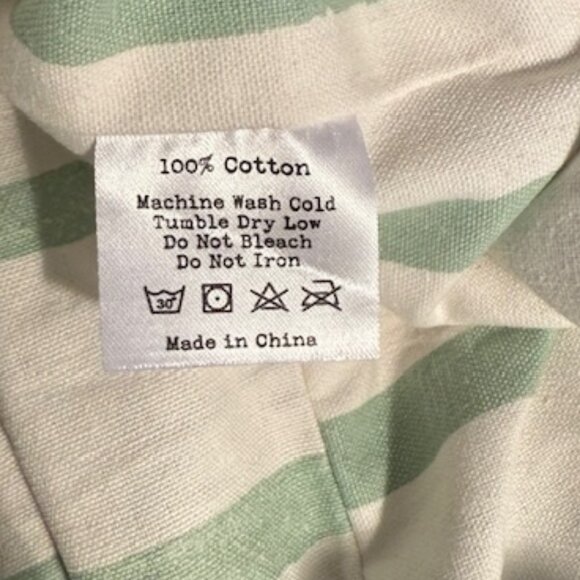 100% Cotton
Machine Wash Cold
Tumble Dry Low
Do Not Bleach
Do Not Iron
30°
Made in China